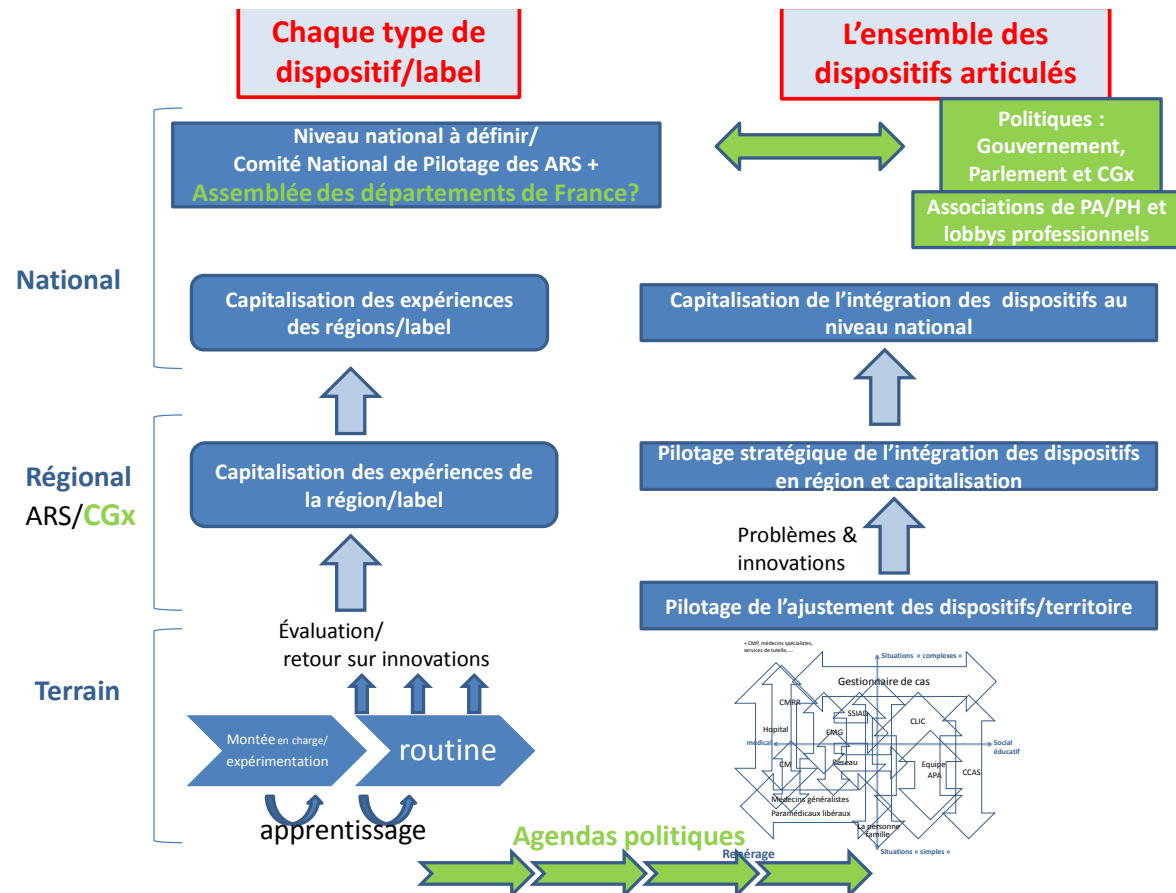 Chaque type de
dispositif/label
L’ensemble des
dispositifs articulés
Niveau national à définir/
Comité National de Pilotage des ARS +
Assemblée des départements de France?
Politiques :
Gouvernement,
Parlement et CGx
Associations de PA/PH et
lobbys professionnels
National
Capitalisation des expériences
des régions/label
Capitalisation de l’intégration des dispositifs au
niveau national
Régional
ARS/CGx
Capitalisation des expériences de
la région/label
Pilotage stratégique de l’intégration des dispositifs
en région et capitalisation
Problèmes &
innovations
Pilotage de l’ajustement des dispositifs/territoire
Terrain
Évaluation/
retour sur innovations
Montée en charge/
expérimentation
routine
apprentissage
+ CMP, médecins spécialistes,
services de tutelle,....
Situations « complexes »
Gestionnaire de cas
CMRR
SSIAD
CLIC
Hopital
EMG
médical
Social
éducatif
CM
Réseau
Equipe
APA
CCAS
Médecins généralistes
Paramédicaux libéraux
La personne
famille
Repérage
Situations « simples »
Agendas politiques